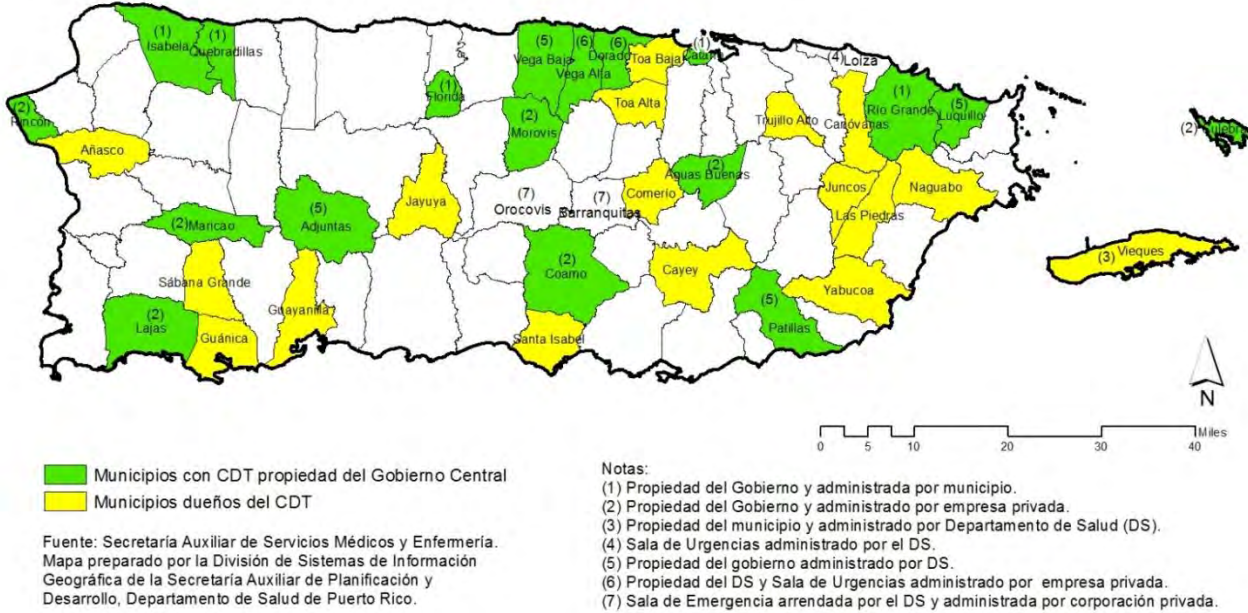 (1)
Isabela
(1)
Quebradillas
(5)
Vega Baja
(6)
Vega Alta
(6)
Dorado
Toa Baja
(1)
(4) Loiza
(1)
Florida
(2)
Rincón
Añasco
(2)
Morovis
Toa Alta
Trujillo Alto
Canóvanas
(1)
Río Grande
(5)
Luquillo
(2)
(2)
Aguas Buenas
Jayuya
(7)
Orocovis
(7)
Barranquitas
Comerío
Juncos
Naguabo
Las Piedras
(2) Maricao
(5)
Adjuntas
(2)
Coamo
Cayey
(3) Vieques
Sábana Grande
Guayanilla
Yabucoa
(5)
Patillas
(2)
Lajas
Guánica
Santa Isabel
N
Miles
0 5 10 20 30 40
Municipios con CDT propiedad del Gobierno Central
Municipios dueños del CDT
Fuente: Secretaría Auxiliar de Servicios Médicos y Enfermería.
Mapa preparado por la División de Sistemas de Información
Geográfica de la Secretaría Auxiliar de Planificación y
Desarrollo, Departamento de Salud de Puerto Rico.
Notas:
(1) Propiedad del Gobierno y administrada por municipio.
(2) Propiedad del Gobierno y administrado por empresa privada.
(3) Propiedad del municipio y administrado por Departamento de Salud (DS).
(4) Sala de Urgencias administrado por el DS.
(5) Propiedad del gobierno administrado por DS.
(6) Propiedad del DS y Sala de Urgencias administrado por empresa privada.
(7) Sala de Emergencia arrendada por el DS y administrada por corporación privada.